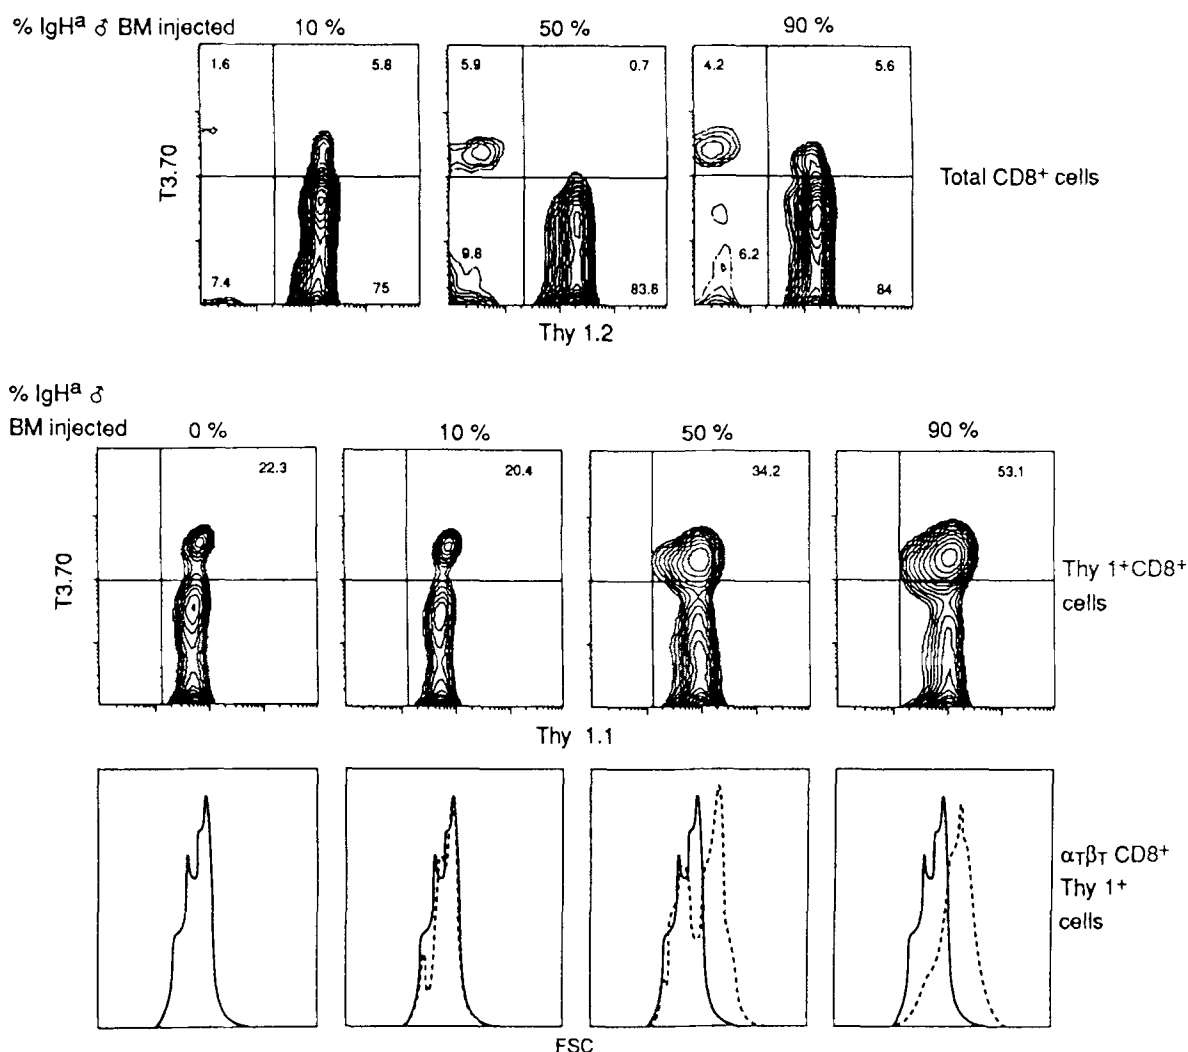 % IgHa ♂ BM injected 10 % 50 % 90 %
1.6 5.8 5.9 0.7 4.2 5.6
T3.70
Total CD8+ cells
7.4 75 9.8 83.6 6.2 84
Thy 1.2
% IgHa ♂
BM injected 0 % 10 % 50 % 90 %
22.3 20.4 34.2 53.1
T3.70
Thy 1+CD8+
cells
Thy 1.1
αTβT CD8+
Thy 1+
cells
FSC